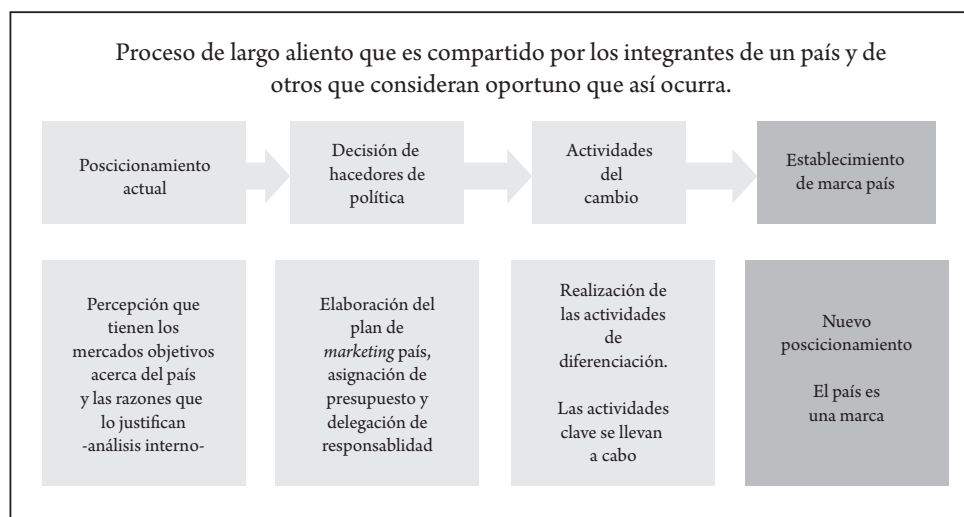 Proceso de largo aliento que es compartido por los integrantes de un país y de
otros que consideran oportuno que así ocurra.
Poscicionamiento
actual
Decisión de
hacedores de
política
Actividades
del
cambio
Establecimiento
de marca país
Percepción que
tienen los
mercados objetivos
acerca del país
y las razones que
lo justifican
-análisis interno-
Elaboración del
plan de
marketing país,
asignación de
presupuesto y
delegación de
responsablidad
Realización de
las actividades
de
diferenciación.
Las actividades
clave se llevan
a cabo
Nuevo
poscicionamiento
El país es
una marca